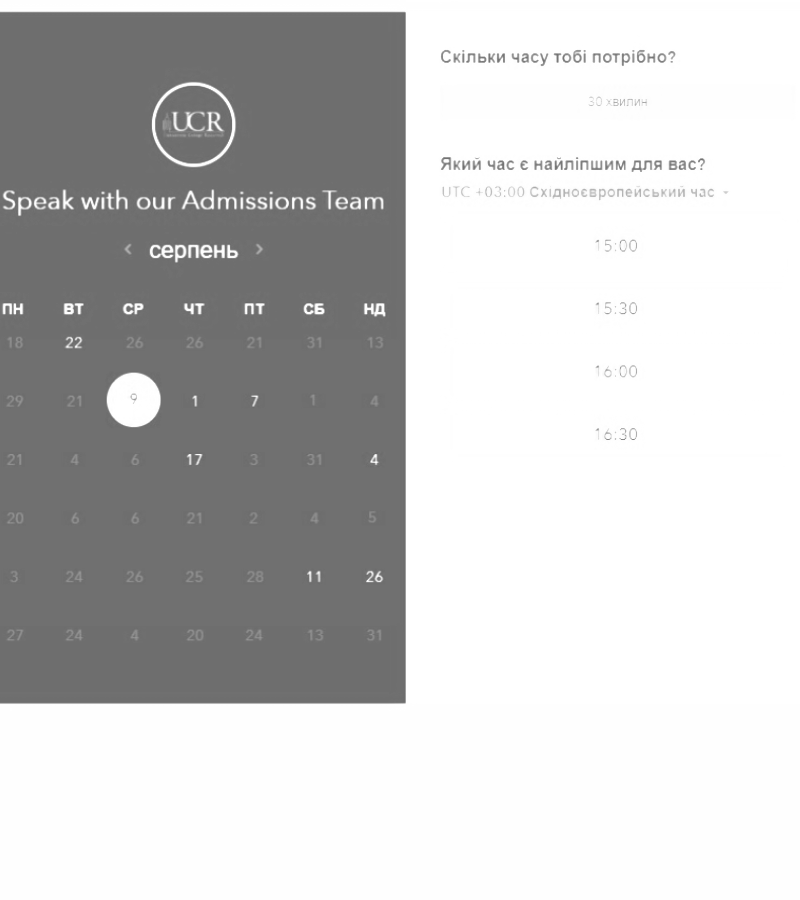 UCR
Speak with our Admissions Team
серпень
ПН ВТ СР ЧТ ПТ СБ НД
18 22 26 26 21 31 13
29 21 9 1 7 1 4
21 4 6 17 3 31 4
20 6 6 21 2 4 5
3 24 26 25 28 11 26
27 24 4 20 24 13 31
Скільки часу тобі потрібно?
30 хвилин
Який час є найліпшим для вас?
UTC +03:00 Східноєвропейський час
15:00
15:30
16:00
16:30